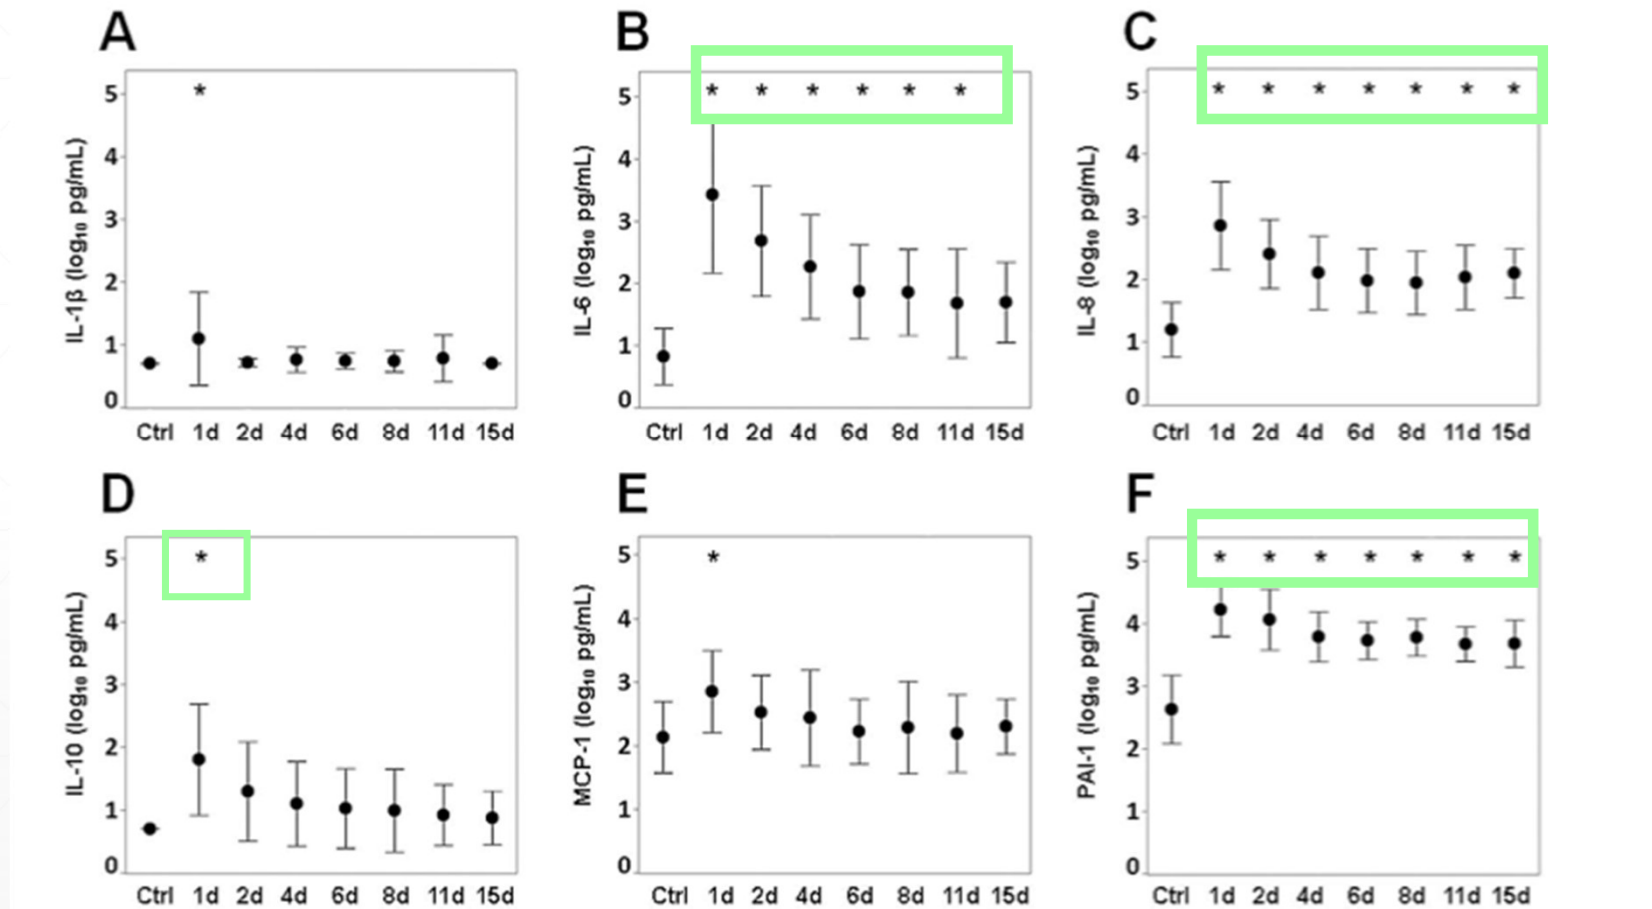 A
*
5
4
3
2
1
0
IL-1β (log₁₀ pg/mL)
Ctrl 1d 2d 4d 6d 8d 11d 15d
B
* * * * * *
5
4
3
2
1
0
IL-6 (log₁₀ pg/mL)
Ctrl 1d 2d 4d 6d 8d 11d 15d
C
* * * * * * *
5
4
3
2
1
0
IL-8 (log₁₀ pg/mL)
Ctrl 1d 2d 4d 6d 8d 11d 15d
D
*
5
4
3
2
1
0
IL-10 (log₁₀ pg/mL)
Ctrl 1d 2d 4d 6d 8d 11d 15d
E
*
5
4
3
2
1
0
MCP-1 (log₁₀ pg/mL)
Ctrl 1d 2d 4d 6d 8d 11d 15d
F
* * * * * * *
5
4
3
2
1
0
PAI-1 (log₁₀ pg/mL)
Ctrl 1d 2d 4d 6d 8d 11d 15d